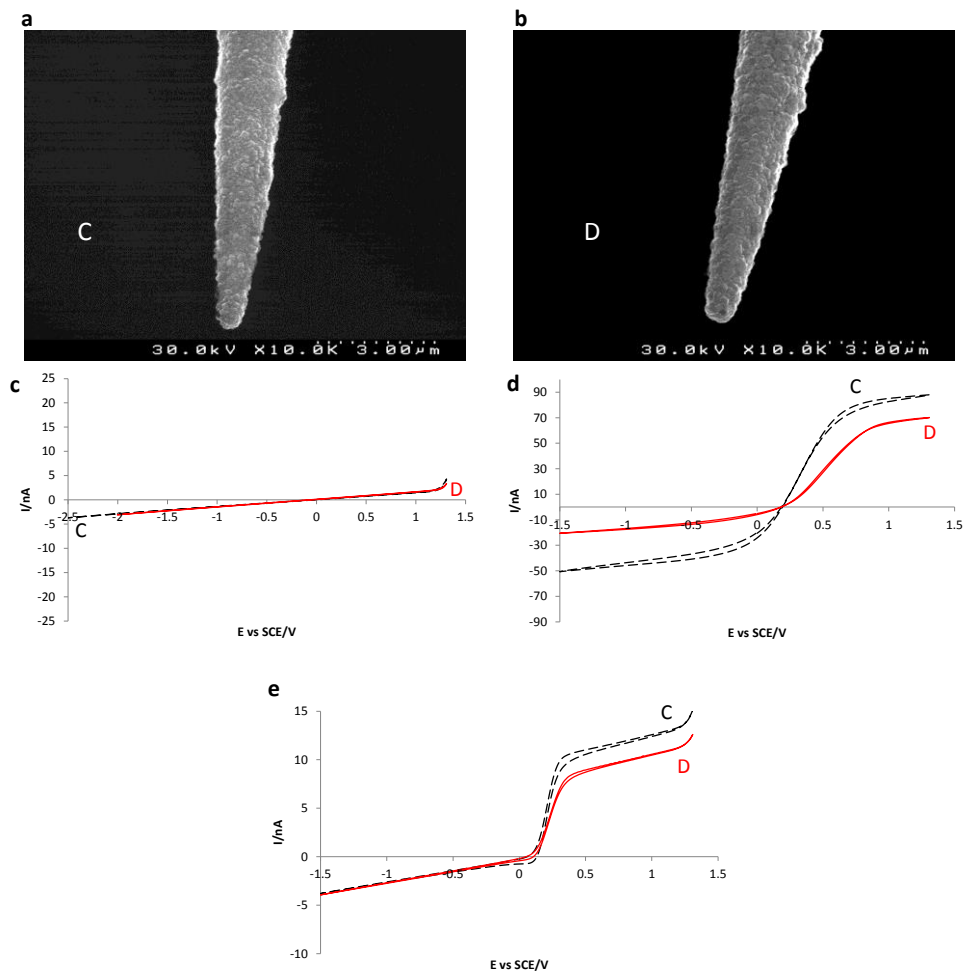 a
b
C
D
30.0kV X10.0K 3.00µm
30.0kV X10.0K 3.00µm
c
25
20
15
10
5
0
-5
-10
-15
-20
-25
-2.5 -2 -1.5 -1 -0.5 0 0.5 1 1.5
I/nA
E vs SCE/V
C
D
d
90
70
50
30
10
-10
-30
-50
-70
-90
-1.5 -1 -0.5 0 0.5 1 1.5
I/nA
E vs SCE/V
C
D
e
15
10
5
0
-5
-10
-1.5 -1 -0.5 0 0.5 1 1.5
I/nA
E vs SCE/V
C
D